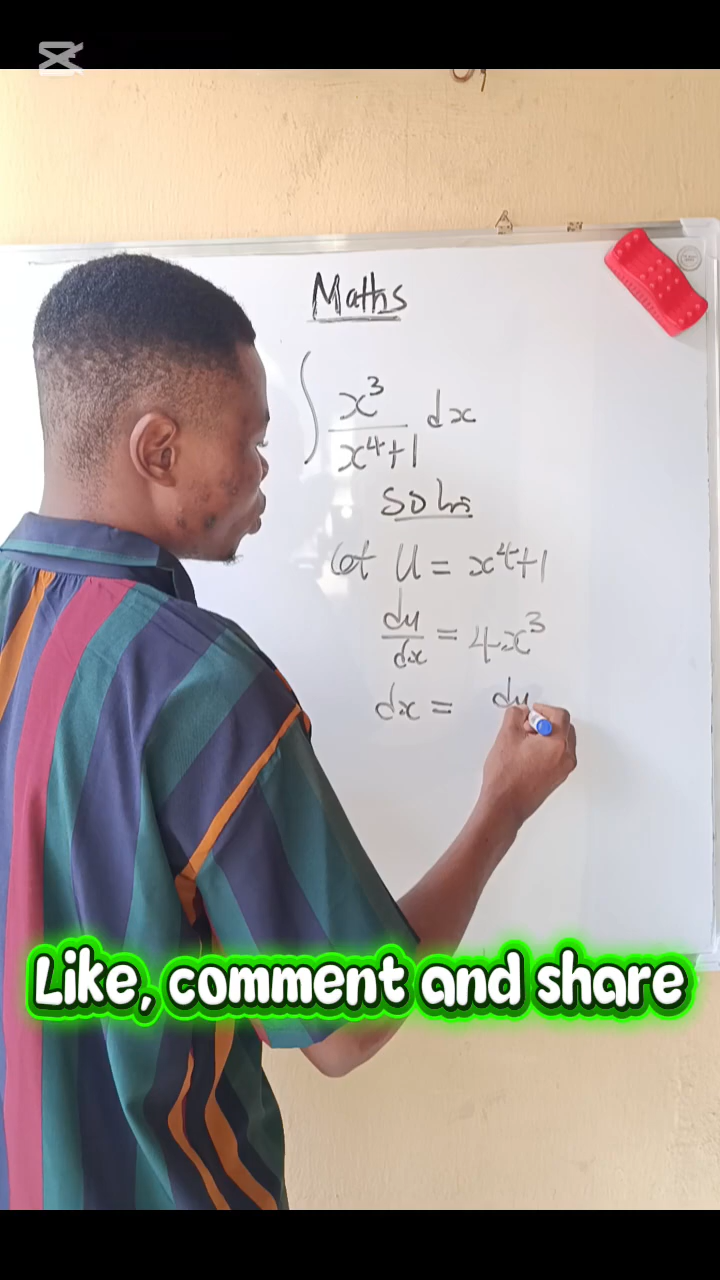 Maths
∫ x³/x⁴+1 dx
Soln
let U = x⁴+1
du/dx = 4x³
dx = du
Like, comment and share